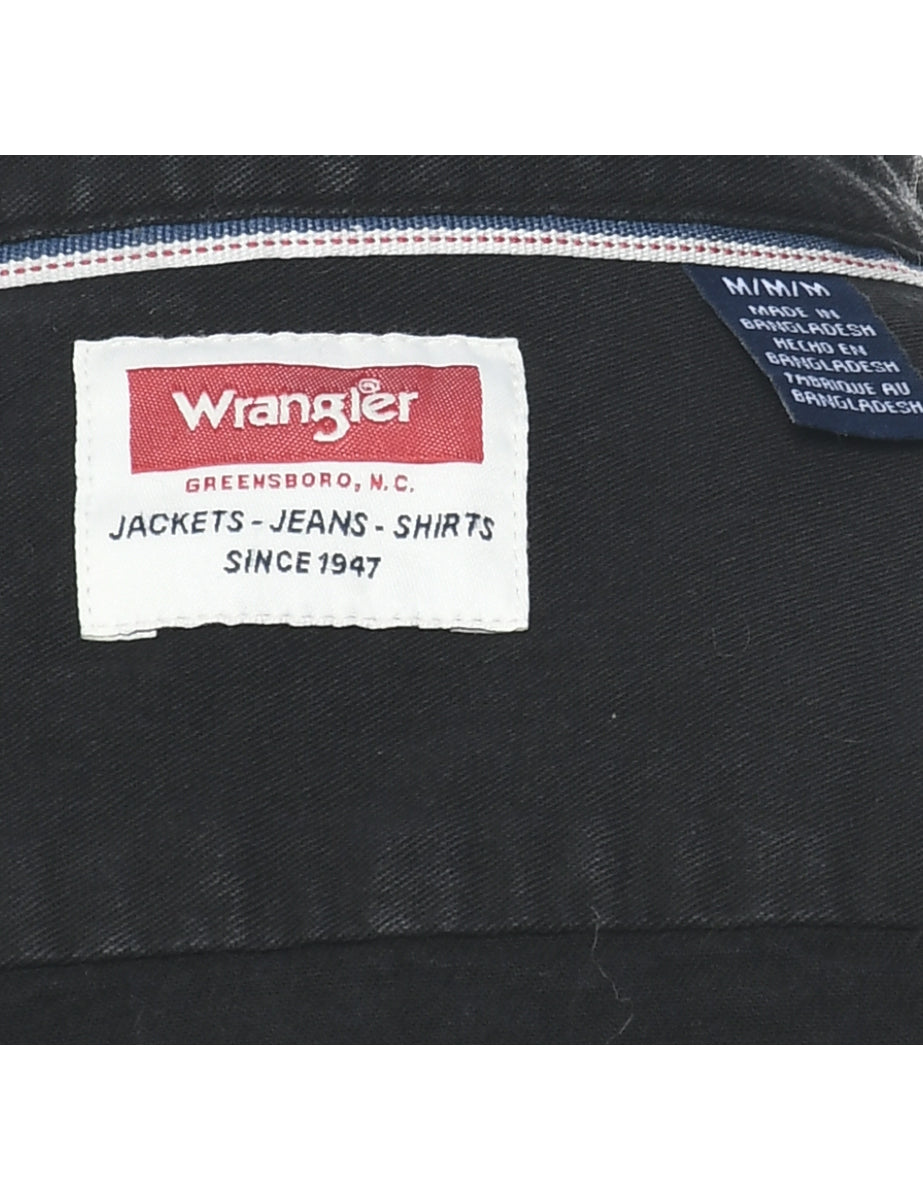 Wrangler
GREENSBORO, N.C.
JACKETS - JEANS - SHIRTS
SINCE 1947
M/M/M
MADE IN
BANGLADESH
HECHO EN
BANGLADESH
FABRIQUE AU
BANGLADESH